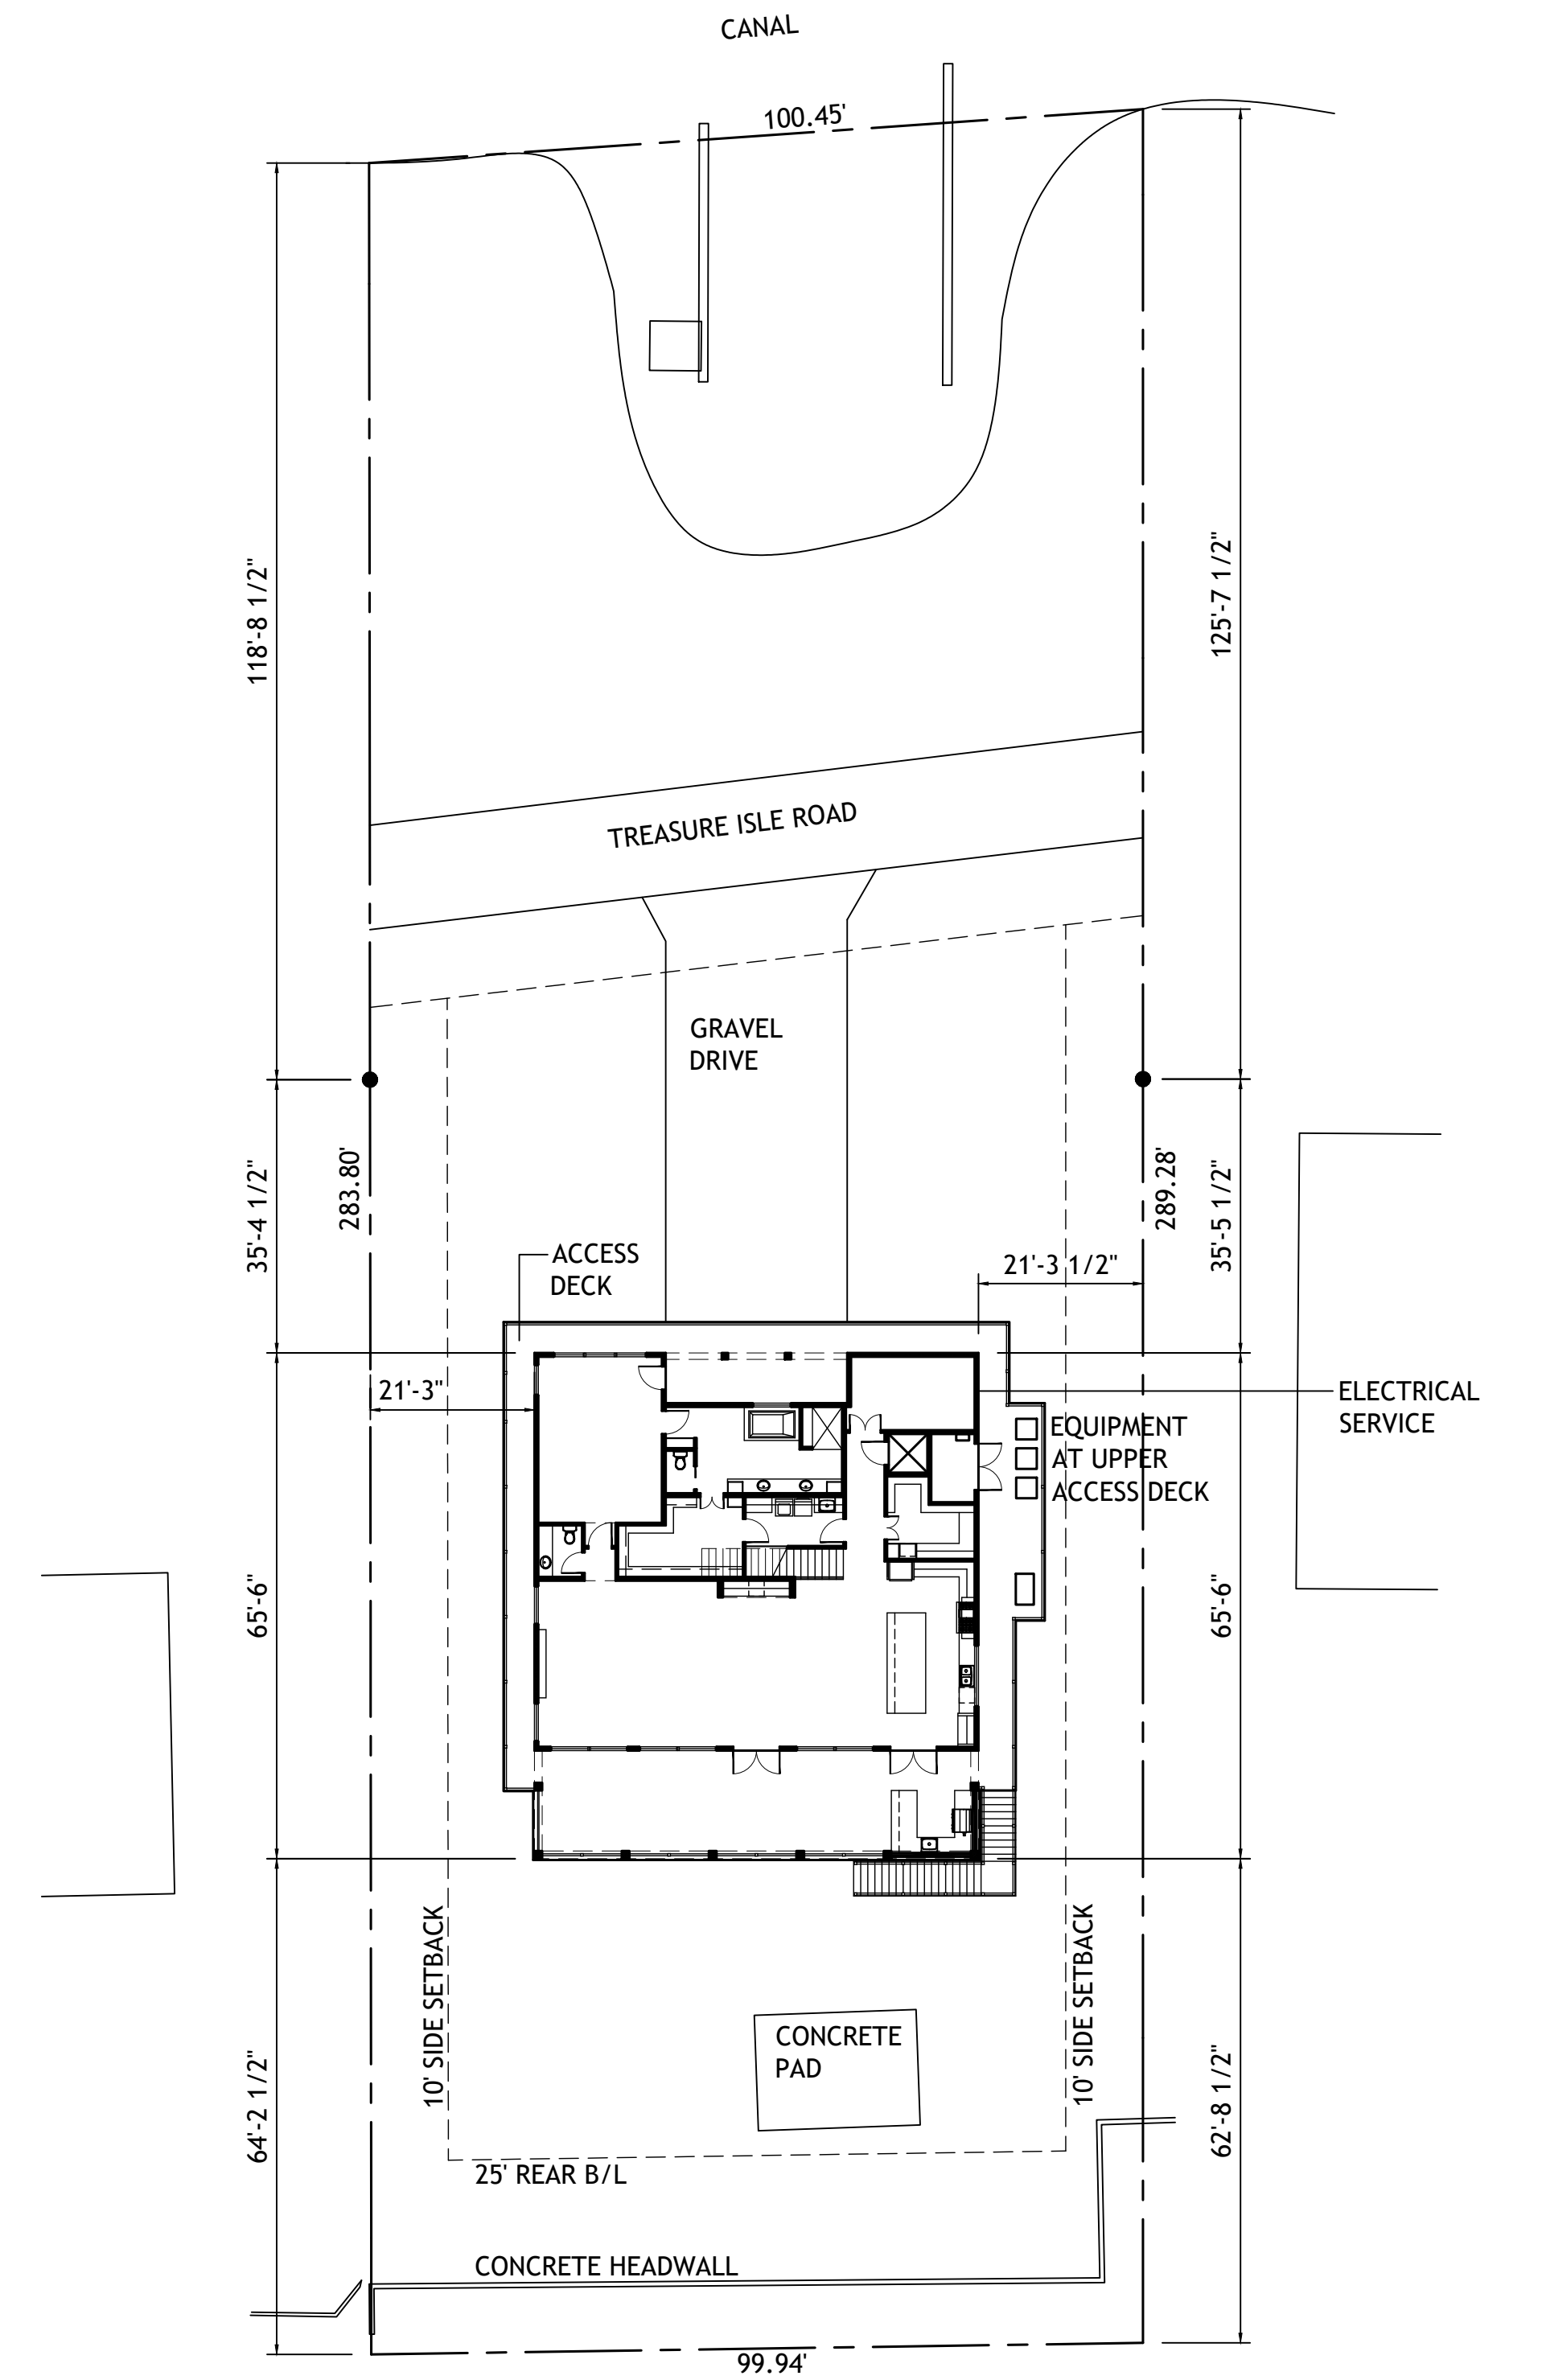 CANAL
100.45'
118'-8 1/2"
125'-7 1/2"
TREASURE ISLE ROAD
GRAVEL
DRIVE
35'-4 1/2"
283.80'
289.28'
35'-5 1/2"
ACCESS
DECK
21'-3 1/2"
21'-3"
ELECTRICAL
SERVICE
EQUIPMENT
AT UPPER
ACCESS DECK
65'-6"
65'-6"
10' SIDE SETBACK
10' SIDE SETBACK
CONCRETE
PAD
64'-2 1/2"
62'-8 1/2"
25' REAR B/L
CONCRETE HEADWALL
99.94'